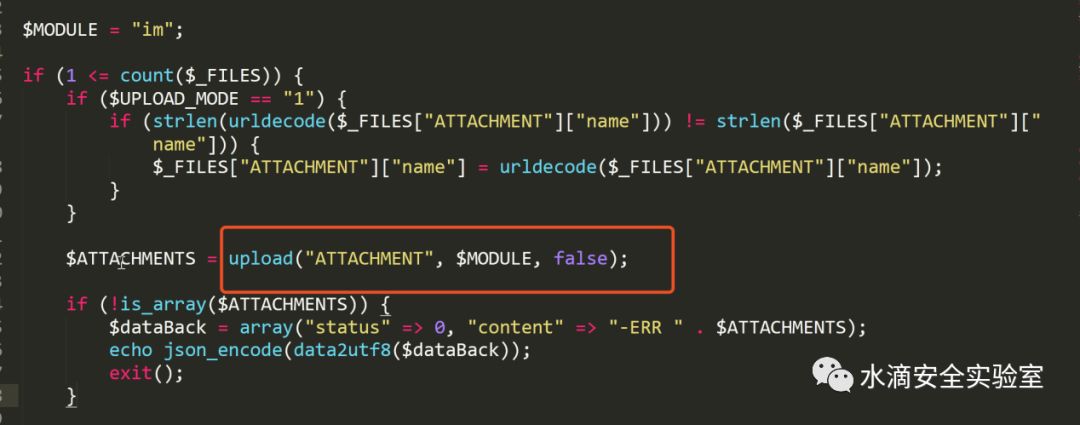 $MODULE = "im";
if (1 <= count($_FILES)) {
if ($UPLOAD_MODE == "1") {
if (strlen(urldecode($_FILES["ATTACHMENT"]["name"])) != strlen($_FILES["ATTACHMENT"]["
name"])) {
$_FILES["ATTACHMENT"]["name"] = urldecode($_FILES["ATTACHMENT"]["name"]);
}
}
$ATTACHMENTS = upload("ATTACHMENT", $MODULE, false);
if (!is_array($ATTACHMENTS)) {
$dataBack = array("status" => 0, "content" => "-ERR " . $ATTACHMENTS);
echo json_encode(data2utf8($dataBack));
exit();
}
水滴安全实验室